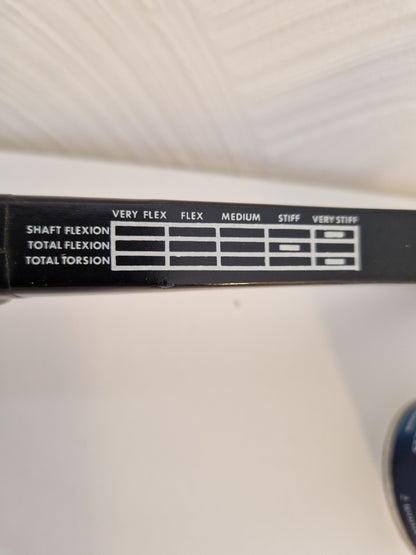 VERY FLEX FLEX MEDIUM STIFF VERY STIFF
SHAFT FLEXION
TOTAL FLEXION
TOTAL TORSION